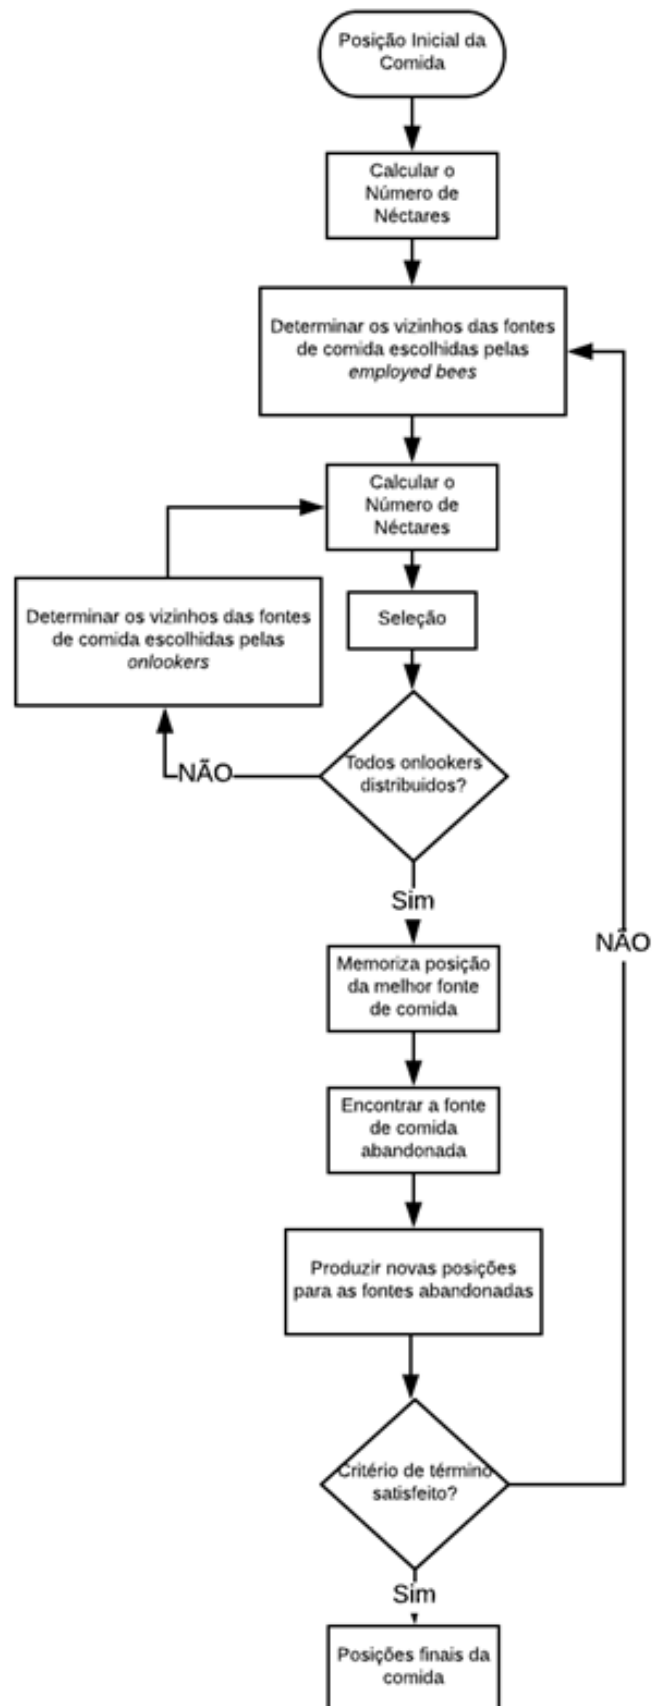 Posição Inicial da
Comida
Calcular o
Número de
Néctares
Determinar os vizinhos das fontes
de comida escolhidas pelas
employed bees
Calcular o
Número de
Néctares
Seleção
Determinar os vizinhos das fontes
de comida escolhidas pelas
onlookers
Todos onlookers
distribuidos?
NÃO
Sim
Memoriza posição
da melhor fonte
de comida
NÃO
Encontrar a fonte
de comida
abandonada
Produzir novas posições
para as fontes abandonadas
Critério de término
satisfeito?
Sim
Posições finais da
comida